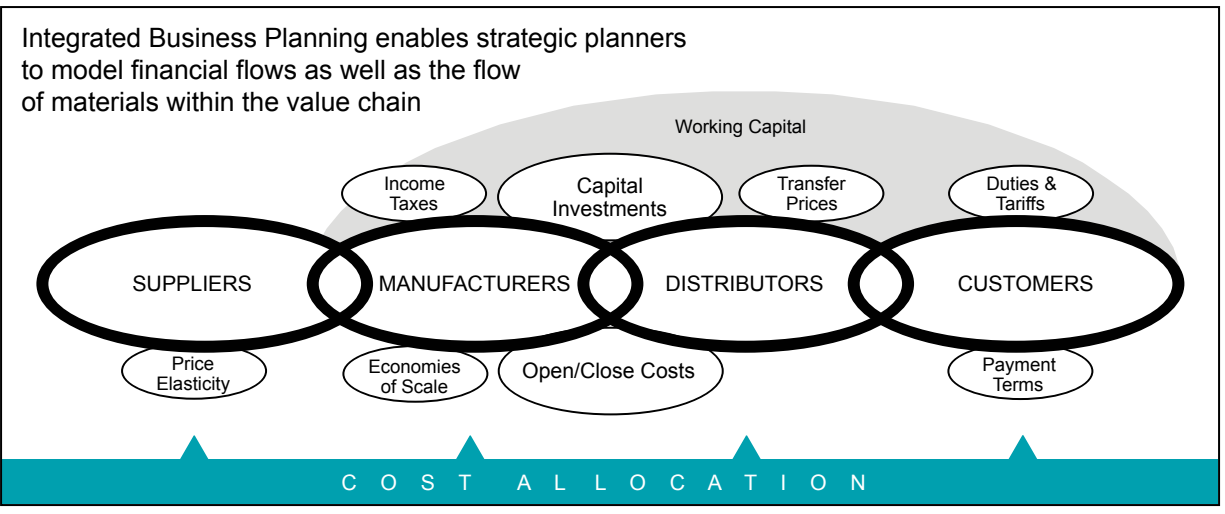 Integrated Business Planning enables strategic planners
to model financial flows as well as the flow
of materials within the value chain
Working Capital
Income
Taxes
Capital
Investments
Transfer
Prices
Duties &
Tariffs
SUPPLIERS
MANUFACTURERS
DISTRIBUTORS
CUSTOMERS
Price
Elasticity
Economies
of Scale
Open/Close Costs
Payment
Terms
COST ALLOCATION